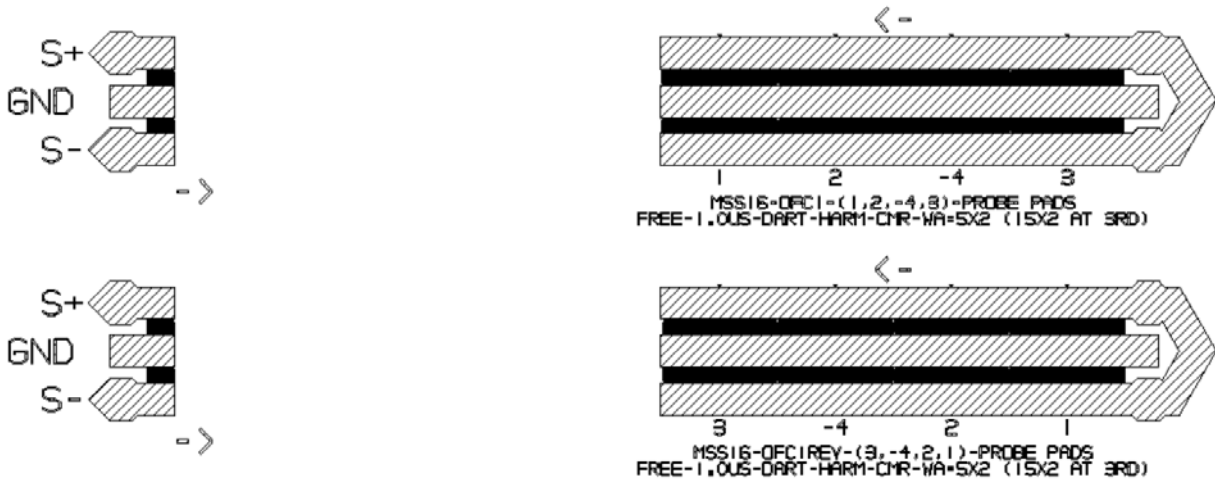 <-
S+
GND
S-
->
1 2 -4 3
MSS16-OFC1-(1,2,-4,3)-PROBE PADS
FREE-1.0US-DART-HARM-CMR-WA=5X2 (15X2 AT 3RD)
<-
S+
GND
S-
->
3 -4 2 1
MSS16-OFC1REV-(3,-4,2,1)-PROBE PADS
FREE-1.0US-DART-HARM-CMR-WA=5X2 (15X2 AT 3RD)